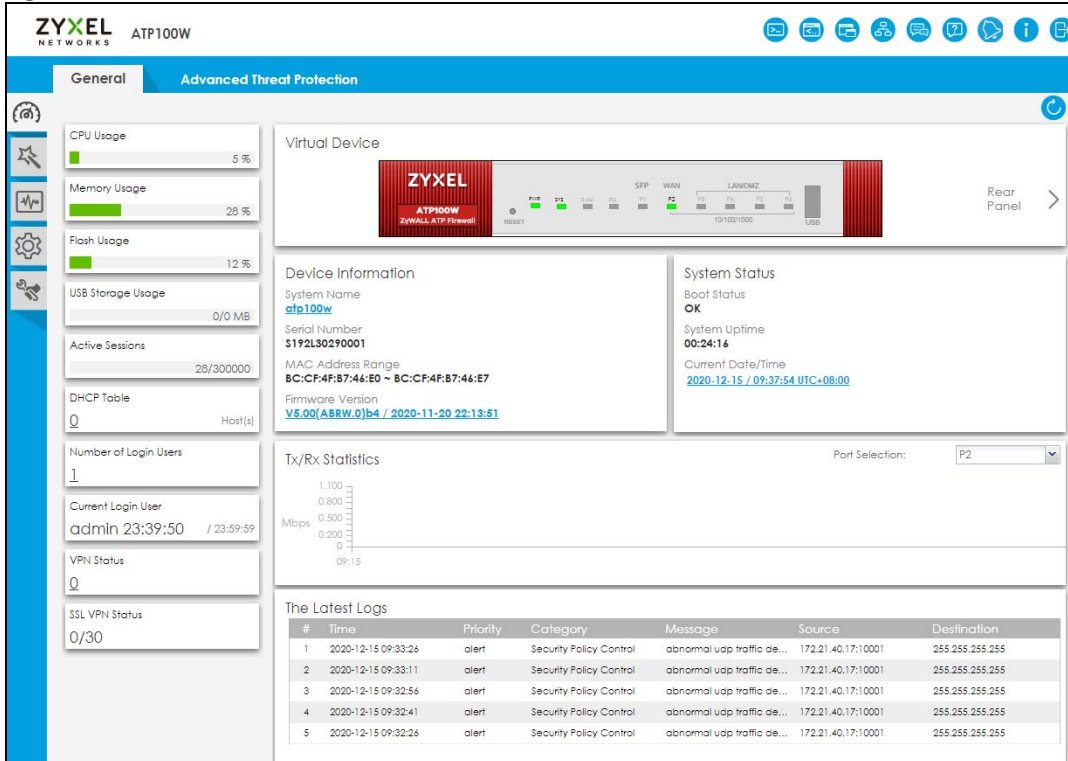 ZYXEL
NETWORKS
ATP100W
General
Advanced Threat Protection
CPU Usage
5 %
Memory Usage
28 %
Flash Usage
12 %
USB Storage Usage
0/0 MB
Active Sessions
28/300000
DHCP Table
0 Host(s)
Number of Login Users
1
Current Login User
admin 23:39:50 / 23:59:59
VPN Status
0
SSL VPN Status
0/30
Virtual Device
ZYXEL
ATP100W
ZyWALL ATP Firewall
RESET
PWR SYS
SFP WAN LAN/DMZ
P1 P2 P3 P4 P5 P6
10/100/1000
USB
Rear
Panel
Device Information
System Name
atp100w
Serial Number
S192L30290001
MAC Address Range
BC:CF:4F:B7:46:E0 ~ BC:CF:4F:B7:46:E7
Firmware Version
V5.00(ABRW.0)b4 / 2020-11-20 22:13:51
System Status
Boot Status
OK
System Uptime
00:24:16
Current Date/Time
2020-12-15 / 09:37:54 UTC+08:00
Tx/Rx Statistics
Port Selection: P2
1.100
0.800
Mbps 0.500
0.200
0
09:15
The Latest Logs
# Time Priority Category Message Source Destination
1 2020-12-15 09:33:26 alert Security Policy Control abnormal udp traffic de... 172.21.40.17:10001 255.255.255.255
2 2020-12-15 09:33:11 alert Security Policy Control abnormal udp traffic de... 172.21.40.17:10001 255.255.255.255
3 2020-12-15 09:32:56 alert Security Policy Control abnormal udp traffic de... 172.21.40.17:10001 255.255.255.255
4 2020-12-15 09:32:41 alert Security Policy Control abnormal udp traffic de... 172.21.40.17:10001 255.255.255.255
5 2020-12-15 09:32:26 alert Security Policy Control abnormal udp traffic de... 172.21.40.17:10001 255.255.255.255